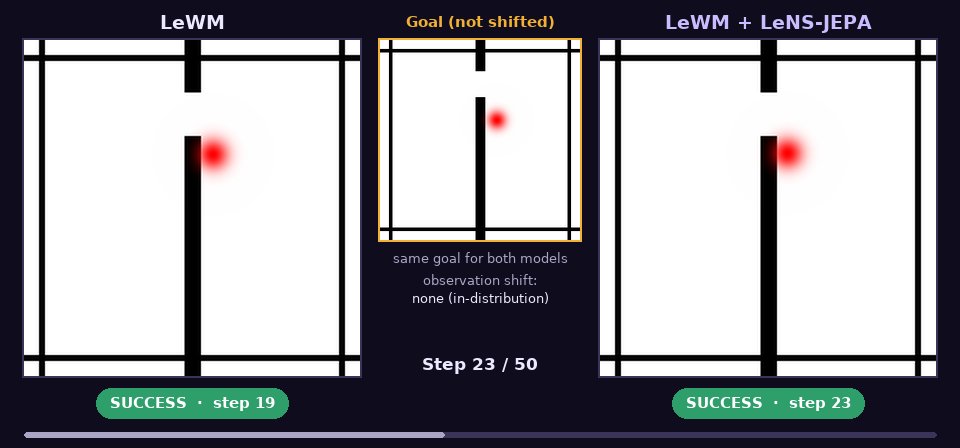 LeWM
Goal (not shifted)
LeWM + LeNS-JEPA
same goal for both models
observation shift:
none (in-distribution)
Step 23 / 50
SUCCESS · step 19
SUCCESS · step 23